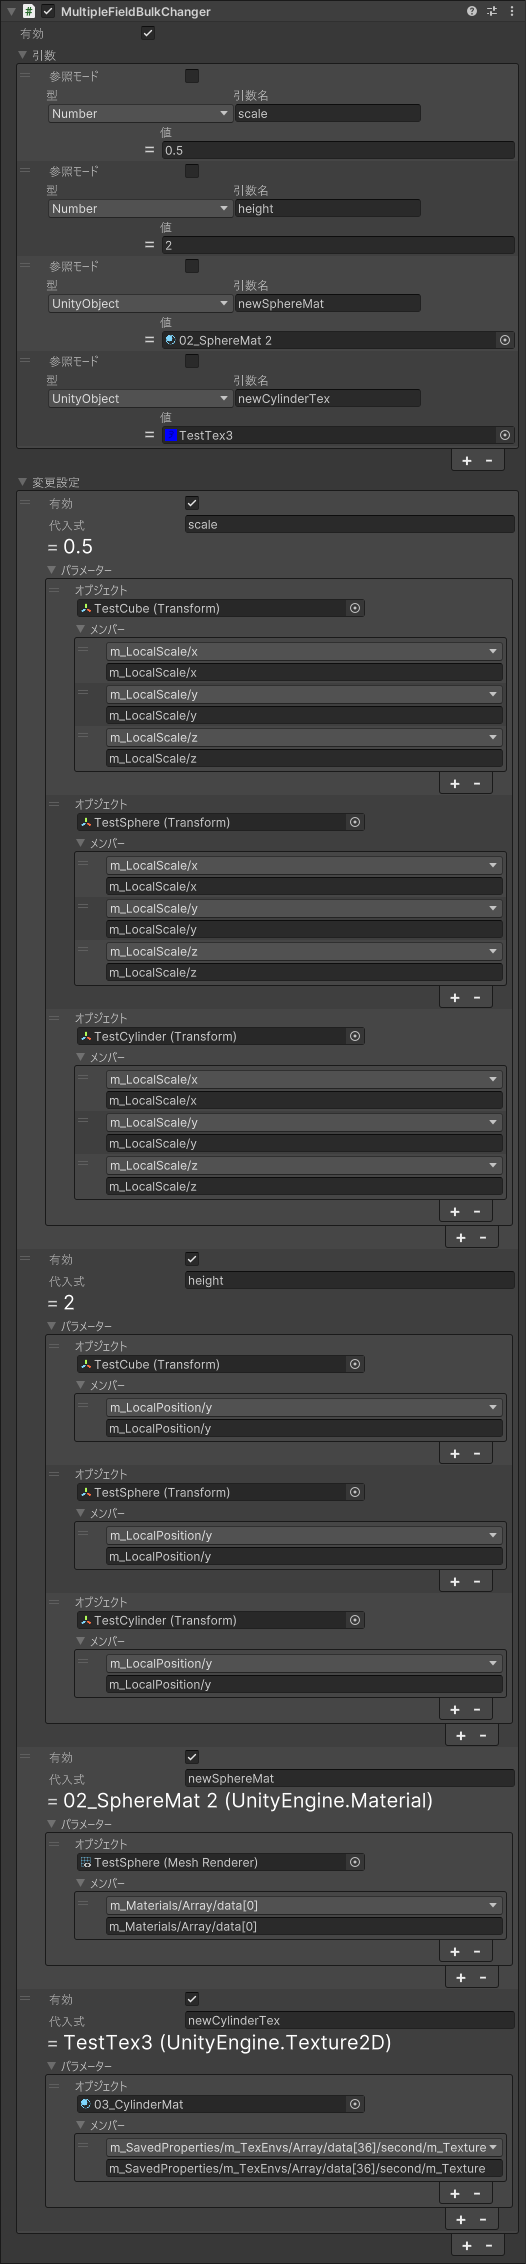 MultipleFieldBulkChanger
有効
引数
参照モード
型 引数名
Number scale
値
= 0.5
参照モード
型 引数名
Number height
値
= 2
参照モード
型 引数名
UnityObject newSphereMat
値
= 02_SphereMat 2
参照モード
型 引数名
UnityObject newCylinderTex
値
= TestTex3
+ -
変更設定
有効
代入式 scale
= 0.5
パラメーター
オブジェクト
TestCube (Transform)
メンバー
m_LocalScale/x
m_LocalScale/x
m_LocalScale/y
m_LocalScale/y
m_LocalScale/z
m_LocalScale/z
+ -
オブジェクト
TestSphere (Transform)
メンバー
m_LocalScale/x
m_LocalScale/x
m_LocalScale/y
m_LocalScale/y
m_LocalScale/z
m_LocalScale/z
+ -
オブジェクト
TestCylinder (Transform)
メンバー
m_LocalScale/x
m_LocalScale/x
m_LocalScale/y
m_LocalScale/y
m_LocalScale/z
m_LocalScale/z
+ -
+ -
有効
代入式 height
= 2
パラメーター
オブジェクト
TestCube (Transform)
メンバー
m_LocalPosition/y
m_LocalPosition/y
+ -
オブジェクト
TestSphere (Transform)
メンバー
m_LocalPosition/y
m_LocalPosition/y
+ -
オブジェクト
TestCylinder (Transform)
メンバー
m_LocalPosition/y
m_LocalPosition/y
+ -
+ -
有効
代入式 newSphereMat
= 02_SphereMat 2 (UnityEngine.Material)
パラメーター
オブジェクト
TestSphere (Mesh Renderer)
メンバー
m_Materials/Array/data[0]
m_Materials/Array/data[0]
+ -
+ -
有効
代入式 newCylinderTex
= TestTex3 (UnityEngine.Texture2D)
パラメーター
オブジェクト
03_CylinderMat
メンバー
m_SavedProperties/m_TexEnvs/Array/data[36]/second/m_Texture
m_SavedProperties/m_TexEnvs/Array/data[36]/second/m_Texture
+ -
+ -
+ -